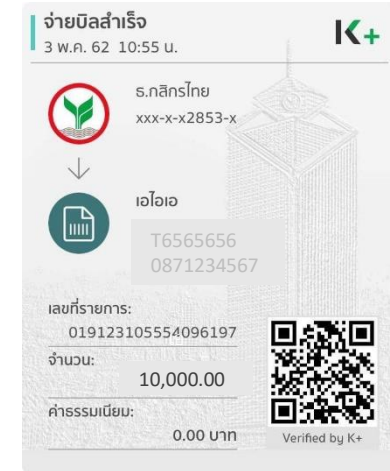 จ่ายบิลสำเร็จ
3 พ.ค. 62 10:55 น.
K+
ธ.กสิกรไทย
xxx-x-x2853-x
เอไอเอ
T6565656
0871234567
เลขที่รายการ:
019123105554096197
จำนวน:
10,000.00
ค่าธรรมเนียม:
0.00 บาท
Verified by K+